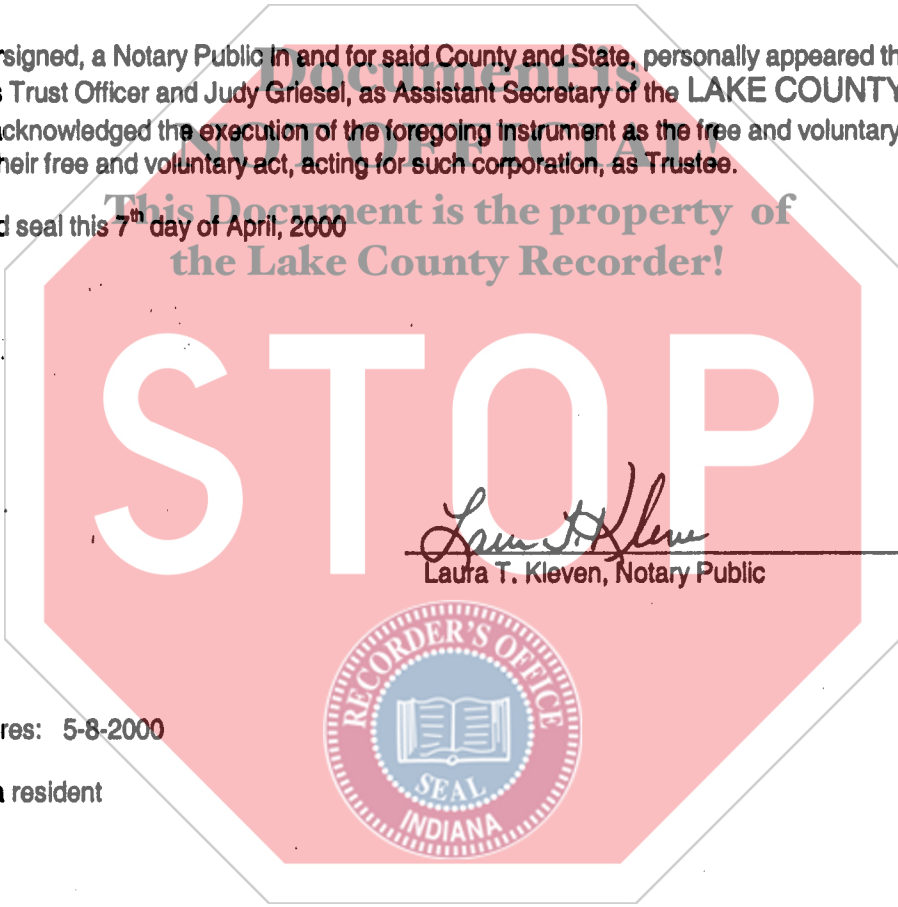 rsigned, a Notary Public in and for said County and State, personally appeared th
Document is
s Trust Officer and Judy Griesel, as Assistant Secretary of the LAKE COUNTY
acknowledged the execution of the foregoing instrument as the free and voluntary
NOT OFFICIAL!
heir free and voluntary act, acting for such corporation, as Trustee.
This Document is the property of
d seal this 7th day of April, 2000
the Lake County Recorder!
STOP
Laura T. Kleven
Laura T. Kleven, Notary Public
RECORDER'S OFFICE
SEAL
INDIANA
res: 5-8-2000
a resident